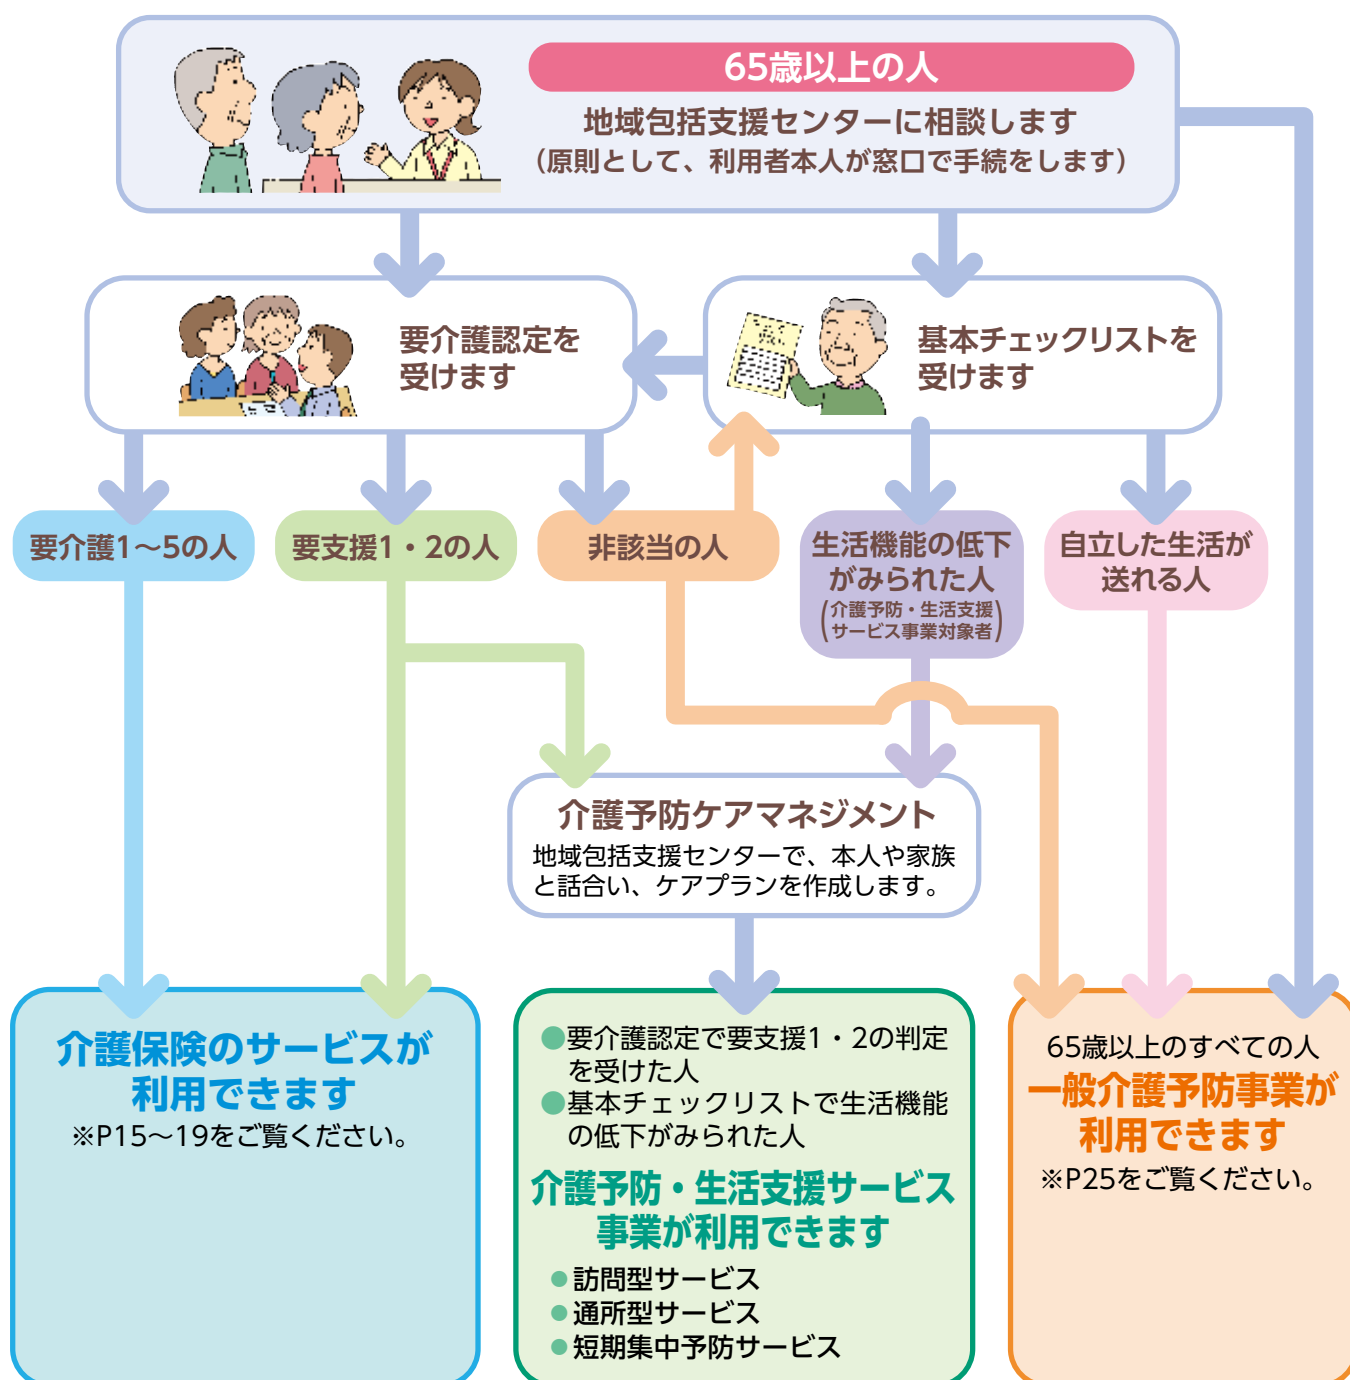 65歳以上の人
地域包括支援センターに相談します
（原則として、利用者本人が窓口で手続をします）
要介護認定を
受けます
基本チェックリストを
受けます
要介護1～5の人
要支援1・2の人
非該当の人
生活機能の低下
がみられた人
（介護予防・生活支援
サービス事業対象者）
自立した生活が
送れる人
介護予防ケアマネジメント
地域包括支援センターで、本人や家族
と話合い、ケアプランを作成します。
介護保険のサービスが
利用できます
※P15～19をご覧ください。
●要介護認定で要支援1・2の判定
を受けた人
●基本チェックリストで生活機能
の低下がみられた人
介護予防・生活支援サービス
事業が利用できます
●訪問型サービス
●通所型サービス
●短期集中予防サービス
65歳以上のすべての人
一般介護予防事業が
利用できます
※P25をご覧ください。